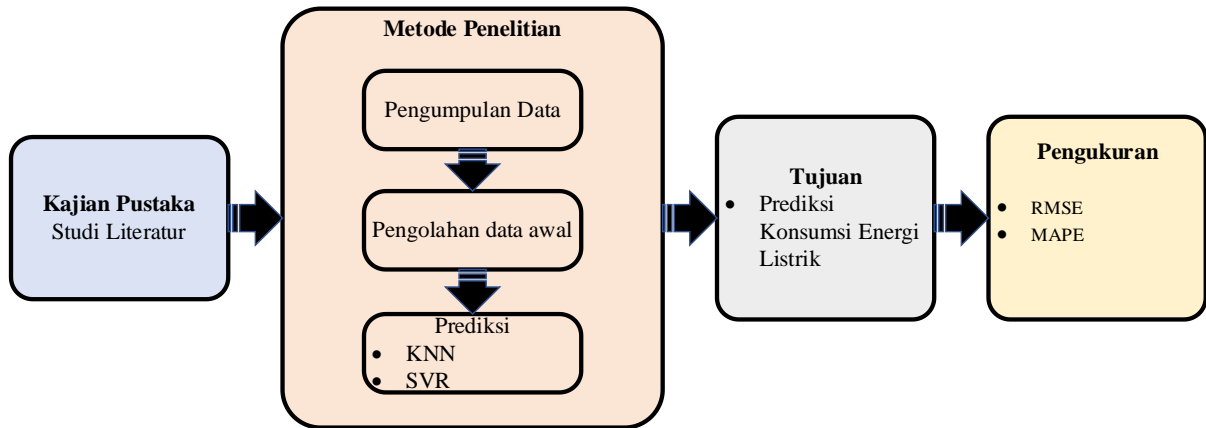 Kajian Pustaka
Studi Literatur
Metode Penelitian
Pengumpulan Data
Pengolahan data awal
Prediksi
• KNN
• SVR
Tujuan
• Prediksi
Konsumsi Energi
Listrik
Pengukuran
• RMSE
• MAPE